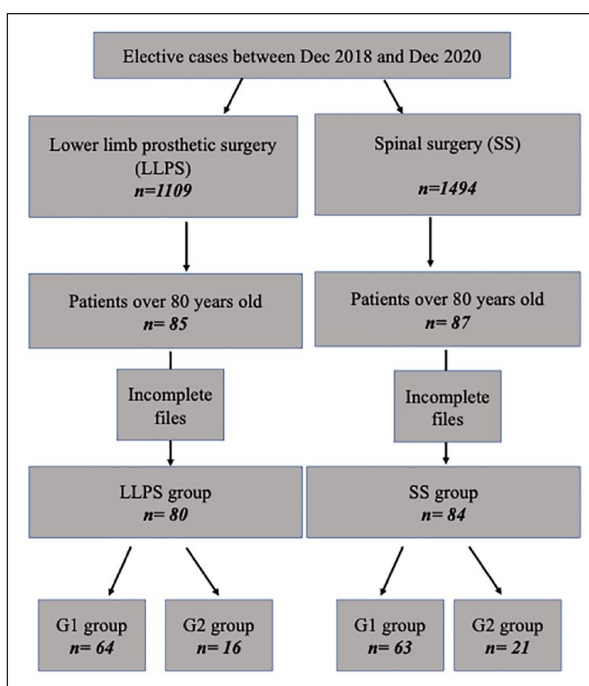 Elective cases between Dec 2018 and Dec 2020
Lower limb prosthetic surgery
(LLPS)
n=1109
Spinal surgery (SS)
n=1494
Patients over 80 years old
n= 85
Patients over 80 years old
n= 87
Incomplete
files
Incomplete
files
LLPS group
n= 80
SS group
n= 84
G1 group
n= 64
G2 group
n= 16
G1 group
n= 63
G2 group
n= 21